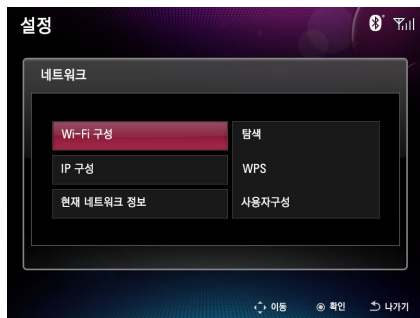 설정
네트워크
Wi-Fi 구성
탐색
IP 구성
WPS
현재 네트워크 정보
사용자구성
이동 확인 나가기